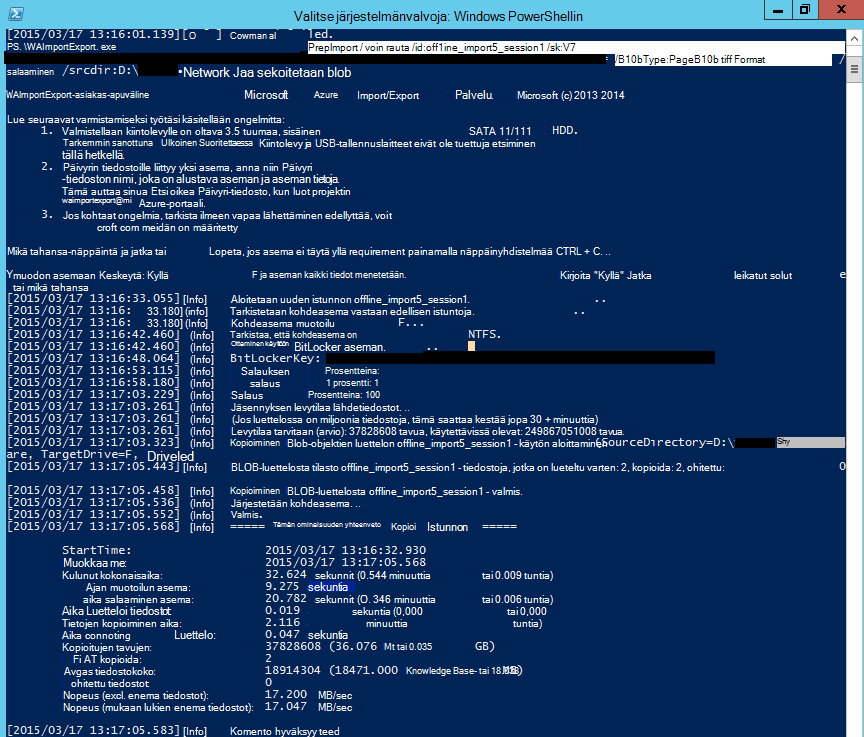 Valitse järjestelmänvalvoja: Windows PowerShellin
[2015/03/17 13:16:01.139] [O ] Cowman al led.
PS. \WAImportExport. exe PrepImport / voin rauta /id:off1ine_import5_session1 /sk:V7
/B10bType:PageB10b tiff Format /
salaaminen /srcdir:D:\ •Network Jaa sekoitetaan blob
WAImportExport-asiakas-apuväline Microsoft Azure Import/Export Palvelu. Microsoft (c) 2013 2014
Lue seuraavat varmistamiseksi työtäsi käsitellään ongelmitta:
1. Valmistellaan kiintolevylle on oltava 3.5 tuumaa, sisäinen SATA 11/111 HDD.
Tarkemmin sanottuna Ulkoinen Suoritettaessa Kiintolevy ja USB-tallennuslaitteet eivät ole tuettuja etsiminen
tällä hetkellä.
2. Päivyrin tiedostoille liittyy yksi asema, anna niin Päivyri
-tiedoston nimi, joka on alustava aseman ja aseman tietoja.
Tämä auttaa sinua Etsi oikea Päivyri-tiedosto, kun luot projektin
waimportexport@mi Azure-portaali.
3. Jos kohtaat ongelmia, tarkista ilmeen vapaa lähettäminen edellyttää, voit
croft com meidän on määritetty
Mikä tahansa-näppäintä ja jatka tai Lopeta, jos asema ei täytä yllä requirement painamalla näppäinyhdistelmää CTRL + C. ..
Ymuodon asemaan Keskeytä: Kyllä F ja aseman kaikki tiedot menetetään. Kirjoita "Kyllä" Jatka leikatut solut e
tai mikä tahansa
[2015/03/17 13:16:33.055] [Info] Aloitetaan uuden istunnon offline_import5_session1. ..
[2015/03/17 13:16: 33.180] (info) Tarkistetaan kohdeasema vastaan edellisen istuntoja. ..
[2015/03/17 13:16: 33.180] (Info) Kohdeasema muotoilu F...
[2015/03/17 13:16:42.460] (Info) Tarkistaa, että kohdeasema on NTFS.
[2015/03/17 13:16:42.460] [Info] Ottaminen käyttöön BitLocker aseman. ..
[2015/03/17 13:16:48.064] [Info] BitLockerKey:
[2015/03/17 13:16:53.115] [Info] Salauksen Prosentteina:
[2015/03/17 13:16:58.180] [Info] salaus 1 prosentti: 1
[2015/03/17 13:17:03.229] (Info) Salaus Prosenteina: 100
[2015/03/17 13:17:03.261] (Info) Jäsennyksen levytilaa lähdetiedostot. ..
[2015/03/17 13:17:03.261] (Info) (Jos luettelossa on miljoonia tiedostoja, tämä saattaa kestää jopa 30 + minuuttia)
[2015/03/17 13:17:03.261] (Info) Levytilaa tarvitaan (arvio): 37828608 tavua, käytettävissä olevat: 249867051008 tavua.
[2015/03/17 13:17:03.323] (Info) Kopioiminen Blob-objektien luettelon offline_import5_session1 - käytön aloittaminen (SourceDirectory=D:\ Shy
are, TargetDrive=F, Driveled
[2015/03/17 13:17:05.443] [Info] BLOB-luettelosta tilasto offline_import5_session1 - tiedostoja, jotka on lueteltu varten: 2, kopioida: 2, ohitettu: 0
[2015/03/17 13:17:05.458] [Info] Kopioiminen BLOB-luettelosta offline_import5_session1 - valmis.
[2015/03/17 13:17:05.536] (Info) Järjestetään kohdeasema. ..
[2015/03/17 13:17:05.552] (Info) Valmis.
[2015/03/17 13:17:05.568] [Info] ===== Tämän ominaisuuden yhteenveto Kopioi Istunnon =====
StartTime: 2015/03/17 13:16:32.930
Muokkaa me: 2015/03/17 13:17:05.568
Kulunut kokonaisaika: 32.624 sekunnit (0.544 minuuttia tai 0.009 tuntia)
Ajan muotoilun asema: 9.275 sekuntia
aika salaaminen asema: 20.782 sekunnit (O. 346 minuuttia tai 0.006 tuntia)
Aika Luetteloi tiedostot 0.019 sekuntia (0,000 tai 0,000
Tietojen kopioiminen aika: 2.116 minuuttia tuntia)
Aika connoting Luettelo: 0.047 sekuntia
Kopioitujen tavujen: 37828608 (36.076 Mt tai 0.035 GB)
Fi AT kopioida: 2
Avgas tiedostokoko: 18914304 (18471.000 Knowledge Base- tai 18.038 MB)
ohitettu tiedostot: 0
Nopeus (excl. enema tiedostot): 17.200 MB/sec
Nopeus (mukaan lukien enema tiedostot): 17.047 MB/sec
[2015/03/17 13:17:05.583] [Info] Komento hyväksyy teed